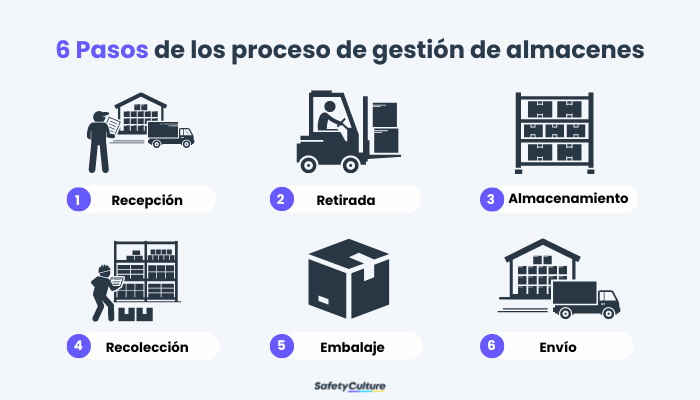 6 Pasos de los proceso de gestión de almacenes
1 Recepción
2 Retirada
3 Almacenamiento
4 Recolección
5 Embalaje
6 Envío
SafetyCulture